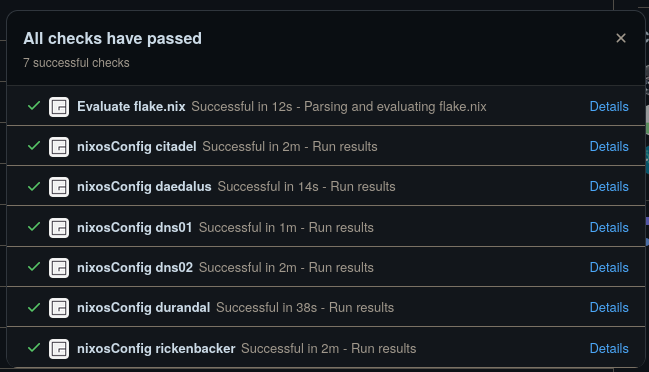 All checks have passed
7 successful checks
Evaluate flake.nix Successful in 12s - Parsing and evaluating flake.nix Details
nixosConfig citadel Successful in 2m - Run results Details
nixosConfig daedalus Successful in 14s - Run results Details
nixosConfig dns01 Successful in 1m - Run results Details
nixosConfig dns02 Successful in 2m - Run results Details
nixosConfig durandal Successful in 38s - Run results Details
nixosConfig rickenbacker Successful in 2m - Run results Details